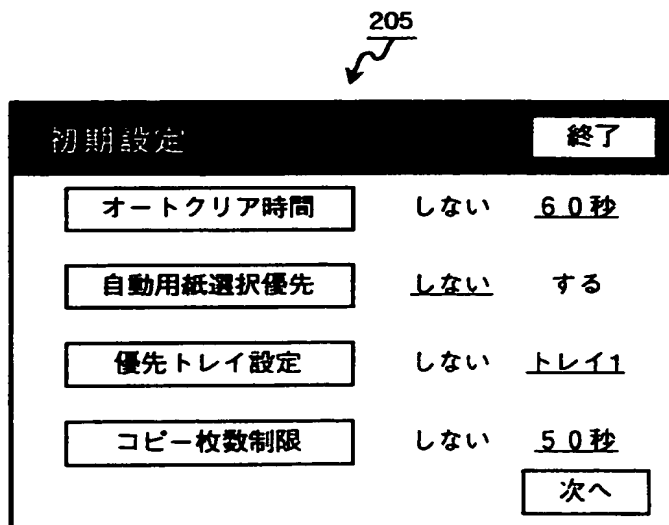 205
初期設定 終了
オートクリア時間 しない 60秒
自動用紙選択優先 しない する
優先トレイ設定 しない トレイ1
コピー枚数制限 しない 50秒
次へ